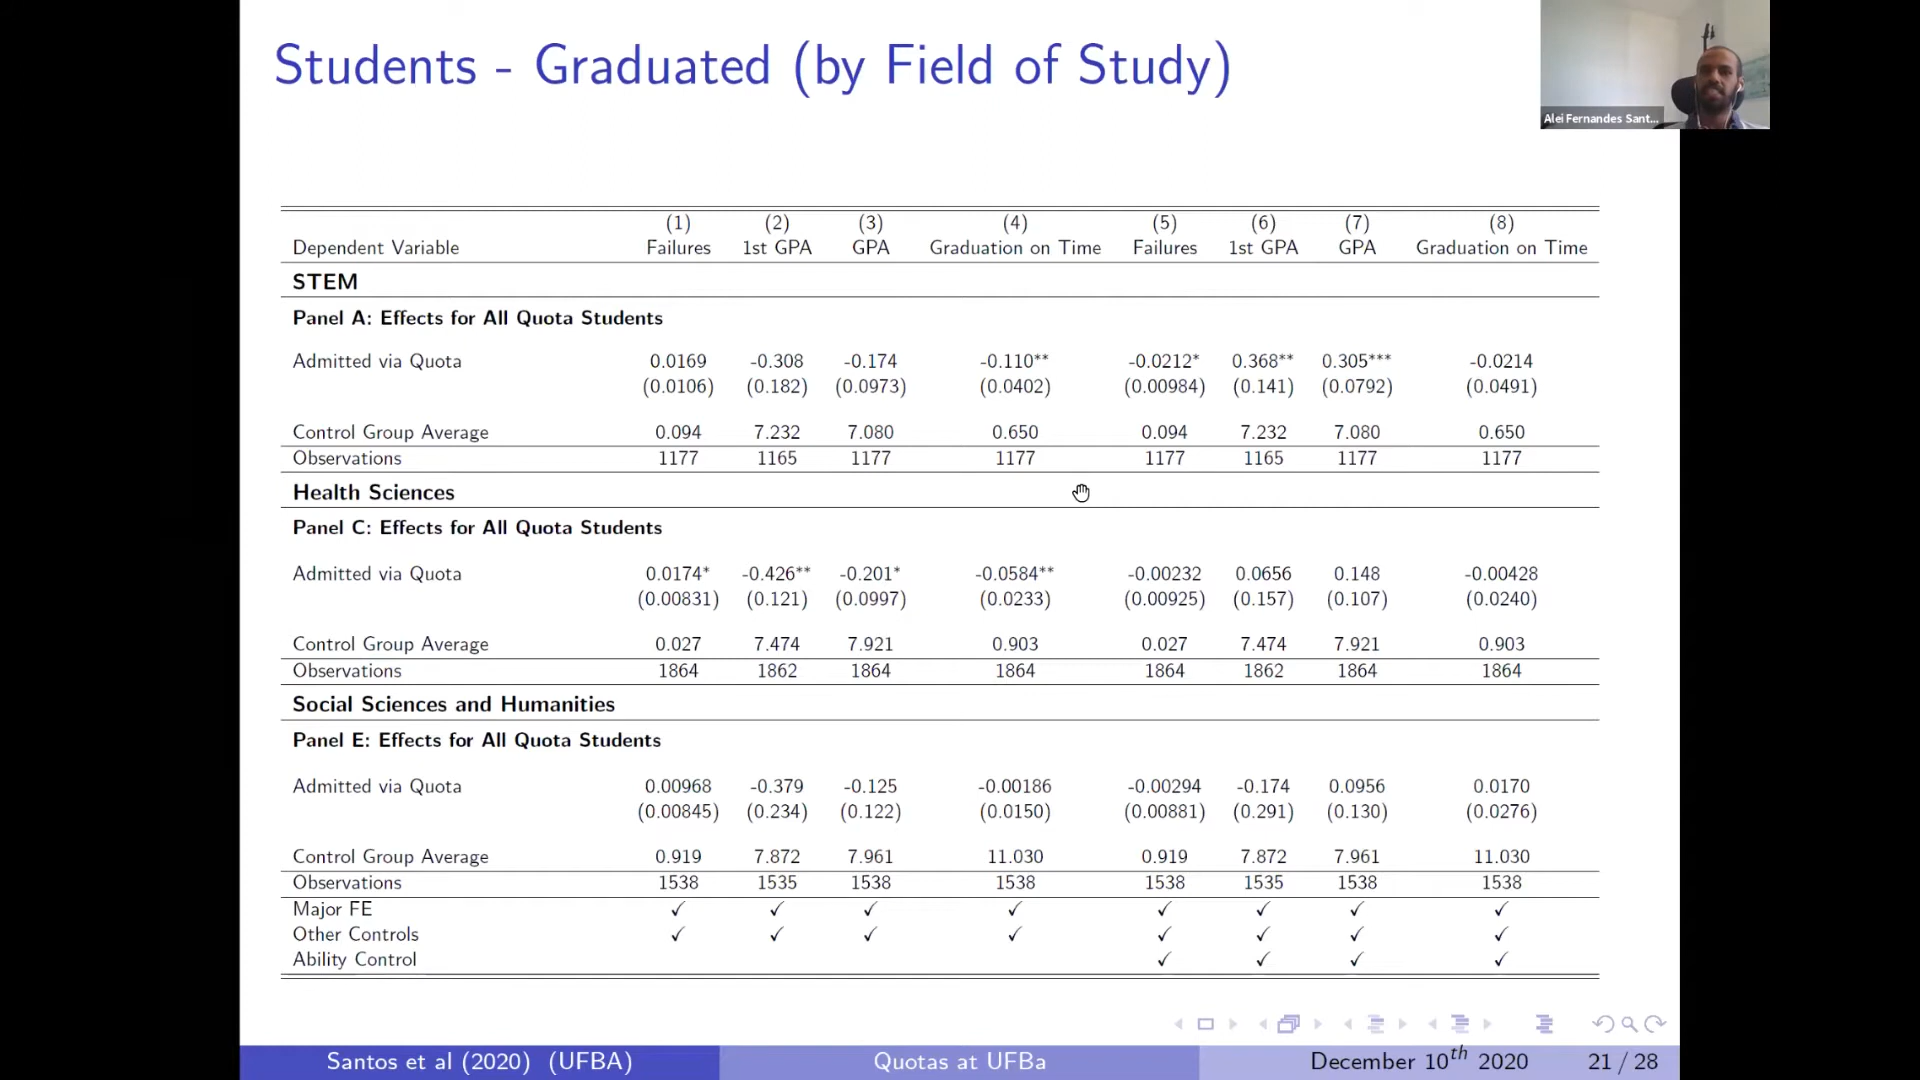 Students - Graduated (by Field of Study)
Alei Fernandes Sant...
(1) (2) (3) (4) (5) (6) (7) (8)
Dependent Variable Failures 1st GPA GPA Graduation on Time Failures 1st GPA GPA Graduation on Time
STEM
Panel A: Effects for All Quota Students
Admitted via Quota 0.0169 -0.308 -0.174 -0.110** -0.0212* 0.368** 0.305*** -0.0214
(0.0106) (0.182) (0.0973) (0.0402) (0.00984) (0.141) (0.0792) (0.0491)
Control Group Average 0.094 7.232 7.080 0.650 0.094 7.232 7.080 0.650
Observations 1177 1165 1177 1177 1177 1165 1177 1177
Health Sciences
Panel C: Effects for All Quota Students
Admitted via Quota 0.0174* -0.426** -0.201* -0.0584** -0.00232 0.0656 0.148 -0.00428
(0.00831) (0.121) (0.0997) (0.0233) (0.00925) (0.157) (0.107) (0.0240)
Control Group Average 0.027 7.474 7.921 0.903 0.027 7.474 7.921 0.903
Observations 1864 1862 1864 1864 1864 1862 1864 1864
Social Sciences and Humanities
Panel E: Effects for All Quota Students
Admitted via Quota 0.00968 -0.379 -0.125 -0.00186 -0.00294 -0.174 0.0956 0.0170
(0.00845) (0.234) (0.122) (0.0150) (0.00881) (0.291) (0.130) (0.0276)
Control Group Average 0.919 7.872 7.961 11.030 0.919 7.872 7.961 11.030
Observations 1538 1535 1538 1538 1538 1535 1538 1538
Major FE ✓ ✓ ✓ ✓ ✓ ✓ ✓ ✓
Other Controls ✓ ✓ ✓ ✓ ✓ ✓ ✓ ✓
Ability Control ✓ ✓ ✓ ✓
Santos et al (2020) (UFBA) Quotas at UFBa December 10th 2020 21 / 28